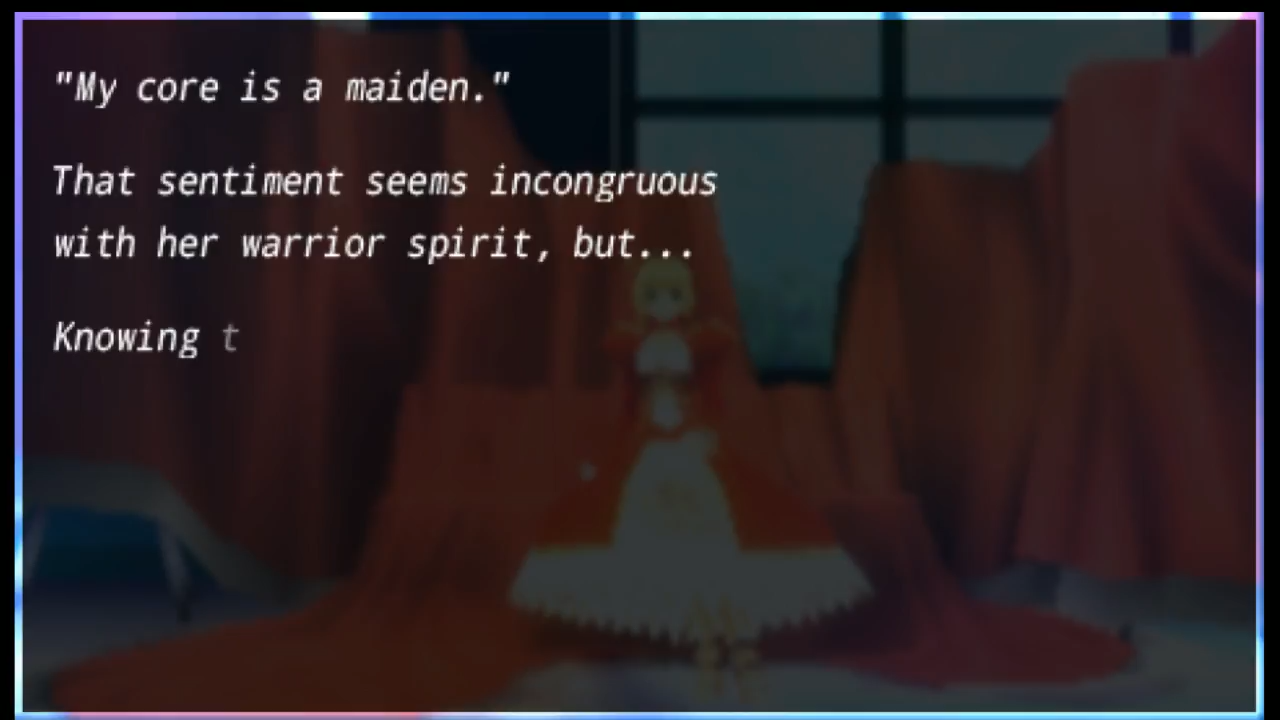 "My core is a maiden."
That sentiment seems incongruous
with her warrior spirit, but...
Knowing t